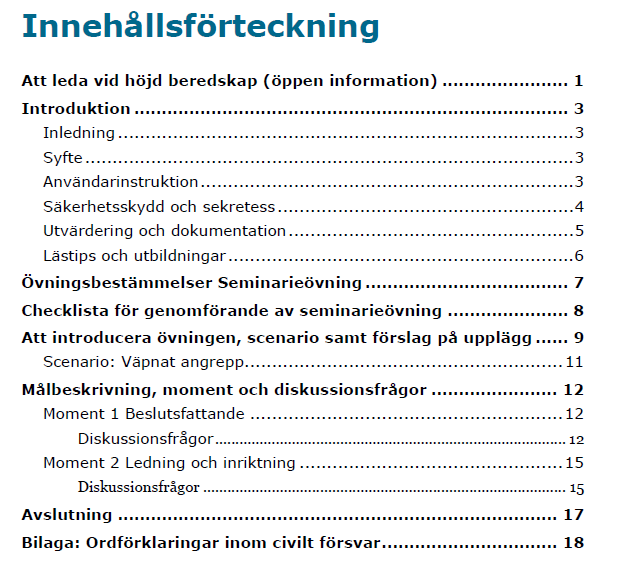 Innehållsförteckning
Att leda vid höjd beredskap (öppen information) ....................... 1
Introduktion ................................................................................ 3
Inledning ................................................................................... 3
Syfte ......................................................................................... 3
Användarinstruktion .................................................................... 3
Säkerhetsskydd och sekretess ...................................................... 4
Utvärdering och dokumentation .................................................... 5
Lästips och utbildningar ............................................................... 6
Övningsbestämmelser Seminarieövning ..................................... 7
Checklista för genomförande av seminarieövning ...................... 8
Att introducera övningen, scenario samt förslag på upplägg ...... 9
Scenario: Väpnat angrepp ............................................................ 11
Målbeskrivning, moment och diskussionsfrågor ....................... 12
Moment 1 Beslutsfattande ........................................................... 12
Diskussionsfrågor ........................................................................ 12
Moment 2 Ledning och inriktning .................................................. 15
Diskussionsfrågor ........................................................................ 15
Avslutning ................................................................................. 17
Bilaga: Ordförklaringar inom civilt försvar ................................ 18